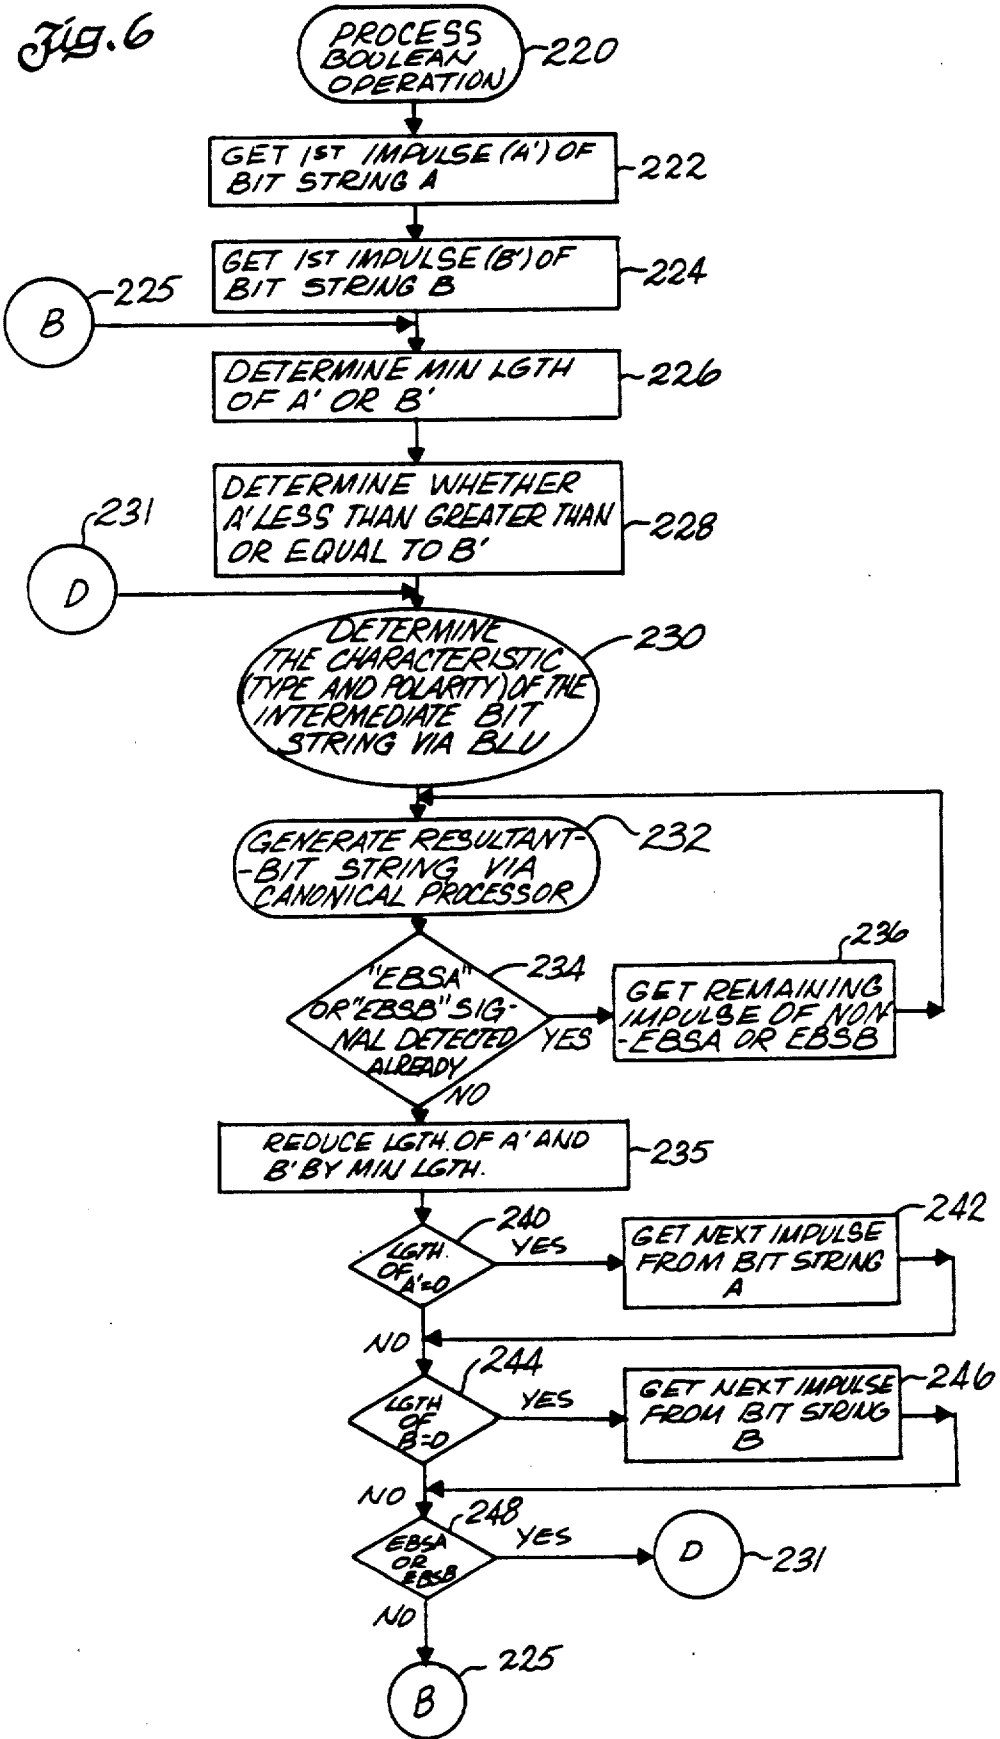 Fig. 6
PROCESS
BOOLEAN
OPERATION
220
GET 1ST IMPULSE (A') OF
BIT STRING A
222
GET 1ST IMPULSE (B') OF
BIT STRING B
224
B
225
DETERMINE MIN LGTH
OF A' OR B'
226
DETERMINE WHETHER
A' LESS THAN GREATER THAN
OR EQUAL TO B'
228
D
231
DETERMINE
THE CHARACTERISTIC
(TYPE AND POLARITY) OF THE
INTERMEDIATE BIT
STRING VIA BLU
230
GENERATE RESULTANT-
-BIT STRING VIA
CANONICAL PROCESSOR
232
"EBSA"
OR "EBSB" SIG-
NAL DETECTED
ALREADY
234
YES
NO
GET REMAINING
IMPULSE OF NON
-EBSA OR EBSB
236
REDUCE LGTH. OF A' AND
B' BY MIN LGTH.
235
LGTH.
OF
A'=0
240
YES
NO
GET NEXT IMPULSE
FROM BIT STRING
A
242
LGTH
OF
B=0
244
YES
NO
GET NEXT IMPULSE
FROM BIT STRING
B
246
EBSA
OR
EBSB
248
YES
NO
D
231
B
225